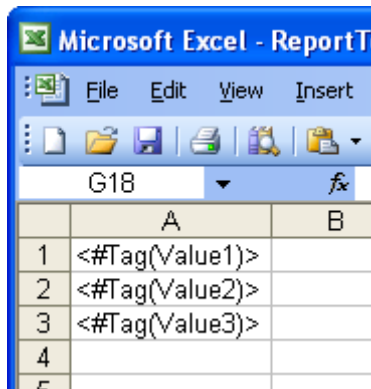 Microsoft Excel - ReportT
File Edit View Insert
G18 fx
A B
1 <#Tag(Value1)>
2 <#Tag(Value2)>
3 <#Tag(Value3)>
4
5